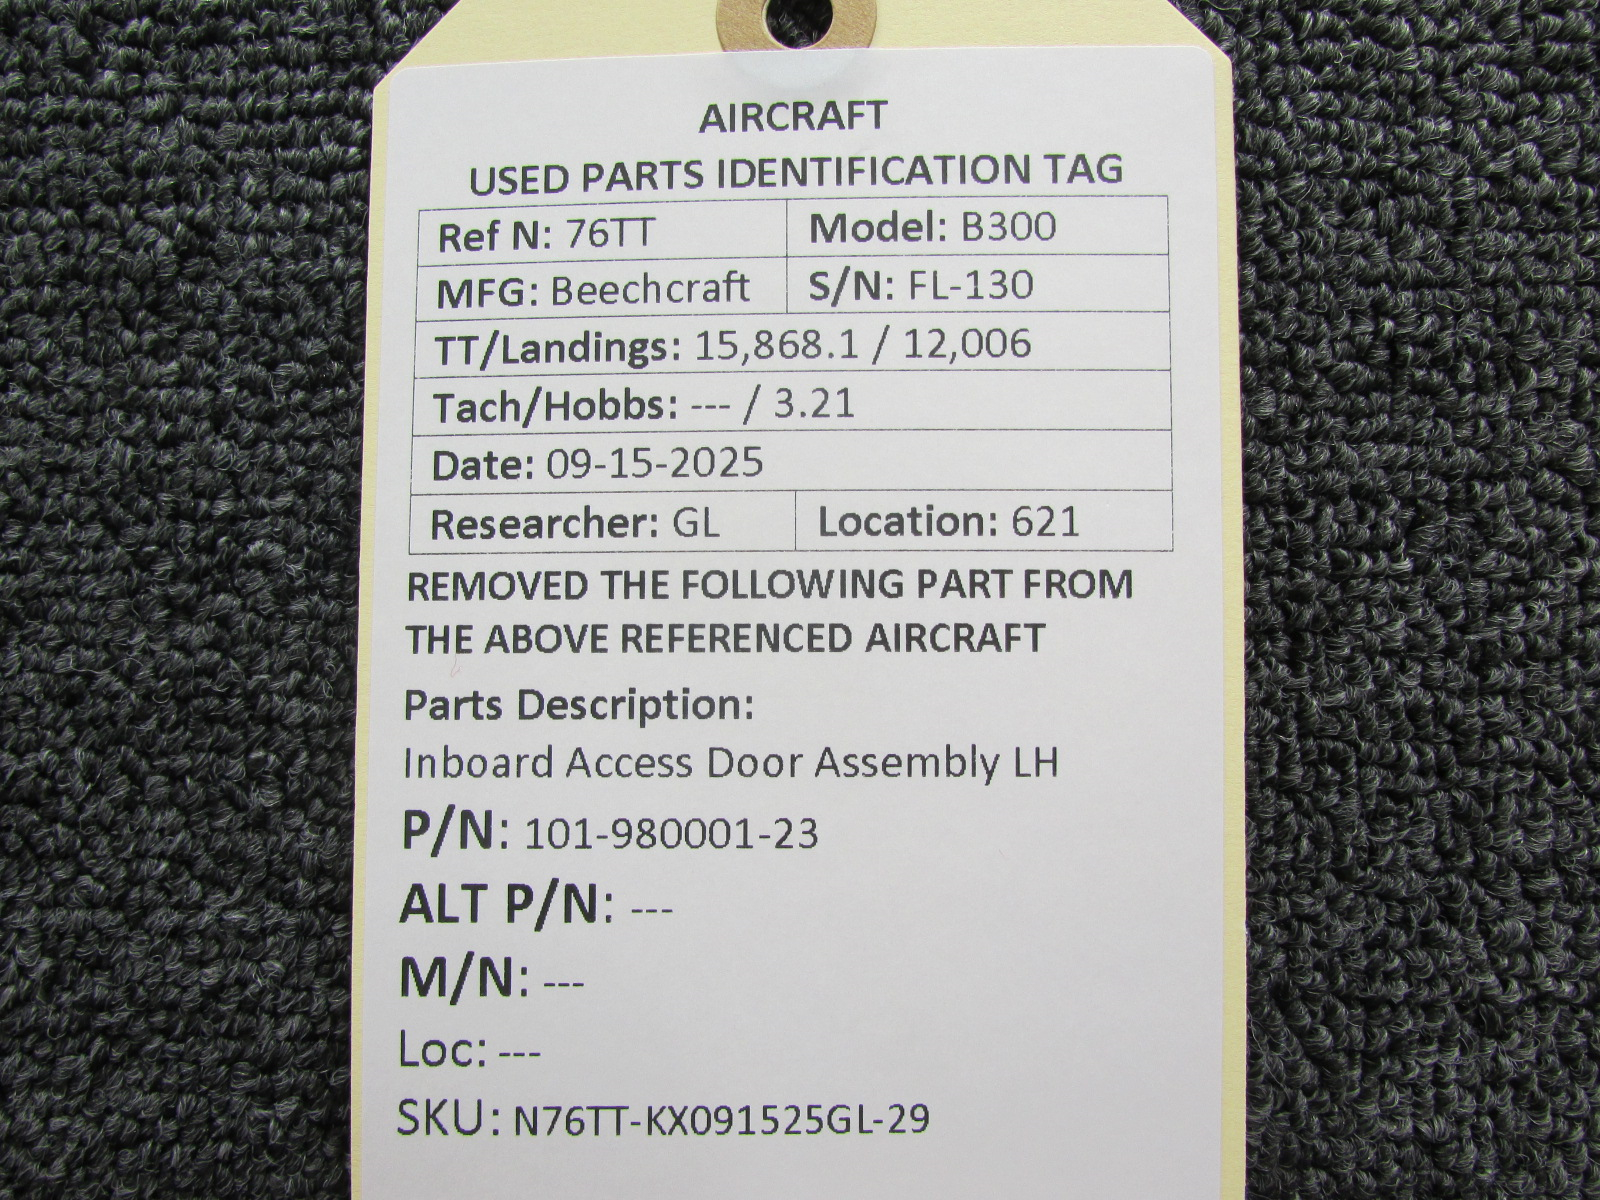 AIRCRAFT
USED PARTS IDENTIFICATION TAG
Ref N: 76TT Model: B300
MFG: Beechcraft S/N: FL-130
TT/Landings: 15,868.1 / 12,006
Tach/Hobbs: --- / 3.21
Date: 09-15-2025
Researcher: GL Location: 621
REMOVED THE FOLLOWING PART FROM
THE ABOVE REFERENCED AIRCRAFT
Parts Description:
Inboard Access Door Assembly LH
P/N: 101-980001-23
ALT P/N: ---
M/N: ---
Loc: ---
SKU: N76TT-KX091525GL-29